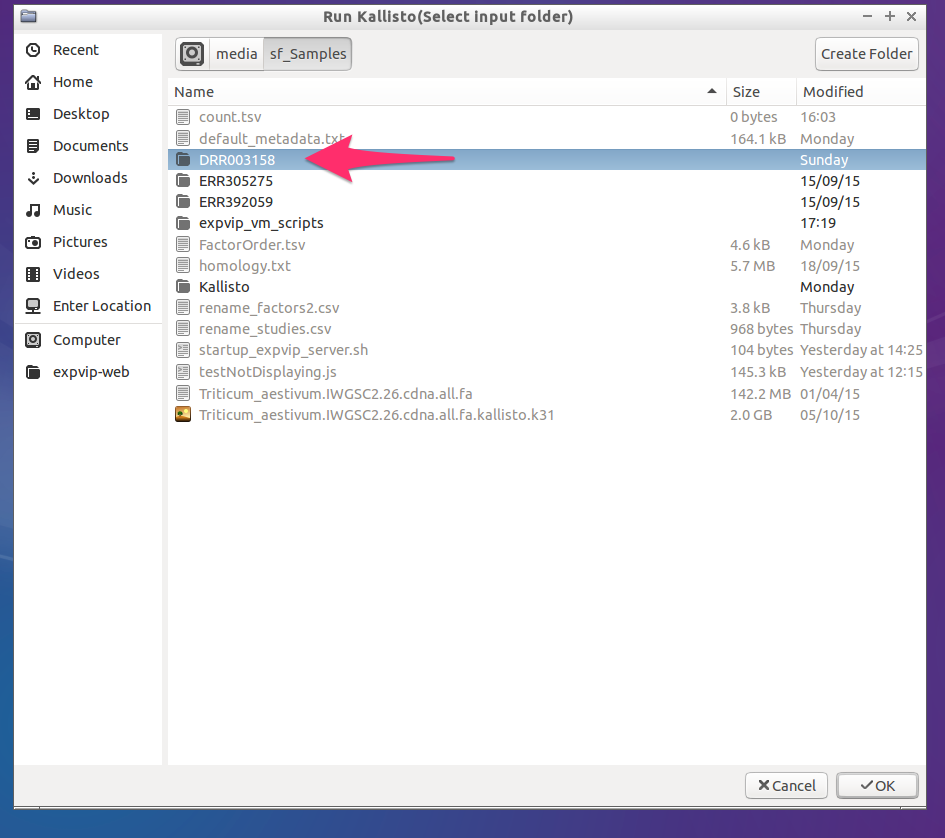 Run Kallisto(Select input folder)
Recent
Home
Desktop
Documents
Downloads
Music
Pictures
Videos
Enter Location
Computer
expvip-web
media sf_Samples Create Folder
Name Size Modified
count.tsv 0 bytes 16:03
default_metadata.txt 164.1 kB Monday
DRR003158 Sunday
ERR305275 15/09/15
ERR392059 15/09/15
expvip_vm_scripts 17:19
FactorOrder.tsv 4.6 kB Monday
homology.txt 5.7 MB 18/09/15
Kallisto Monday
rename_factors2.csv 3.8 kB Thursday
rename_studies.csv 968 bytes Thursday
startup_expvip_server.sh 104 bytes Yesterday at 14:25
testNotDisplaying.js 145.3 kB Yesterday at 12:15
Triticum_aestivum.IWGSC2.26.cdna.all.fa 142.2 MB 01/04/15
Triticum_aestivum.IWGSC2.26.cdna.all.fa.kallisto.k31 2.0 GB 05/10/15
Cancel OK